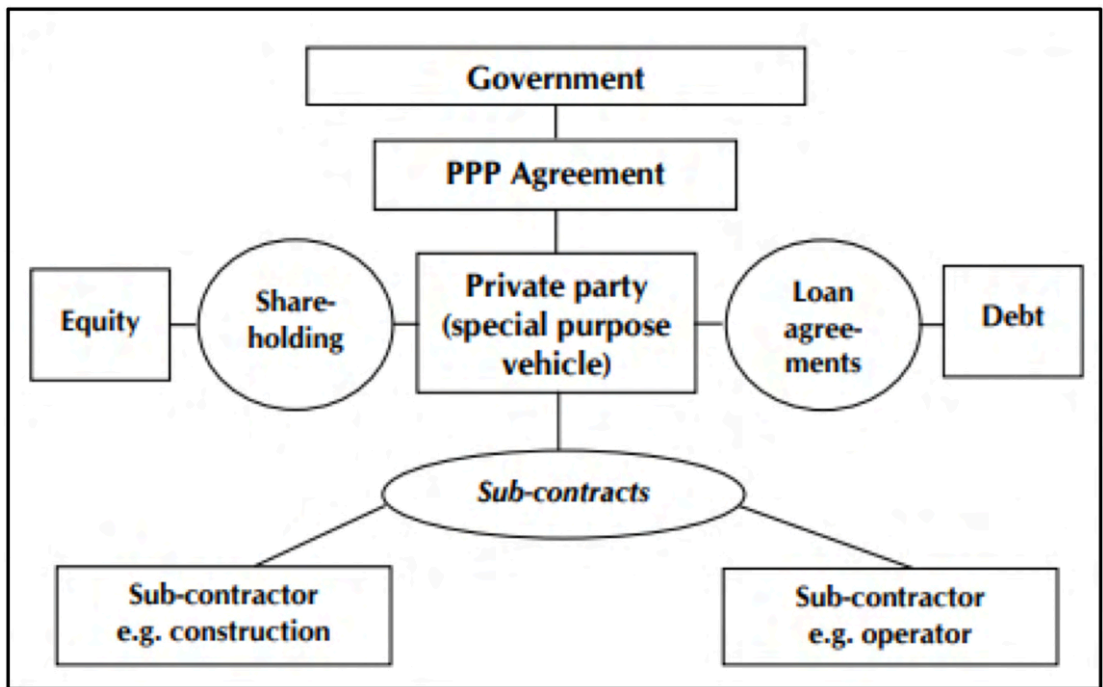 Government
PPP Agreement
Equity
Share-
holding
Private party
(special purpose
vehicle)
Loan
agree-
ments
Debt
Sub-contracts
Sub-contractor
e.g. construction
Sub-contractor
e.g. operator